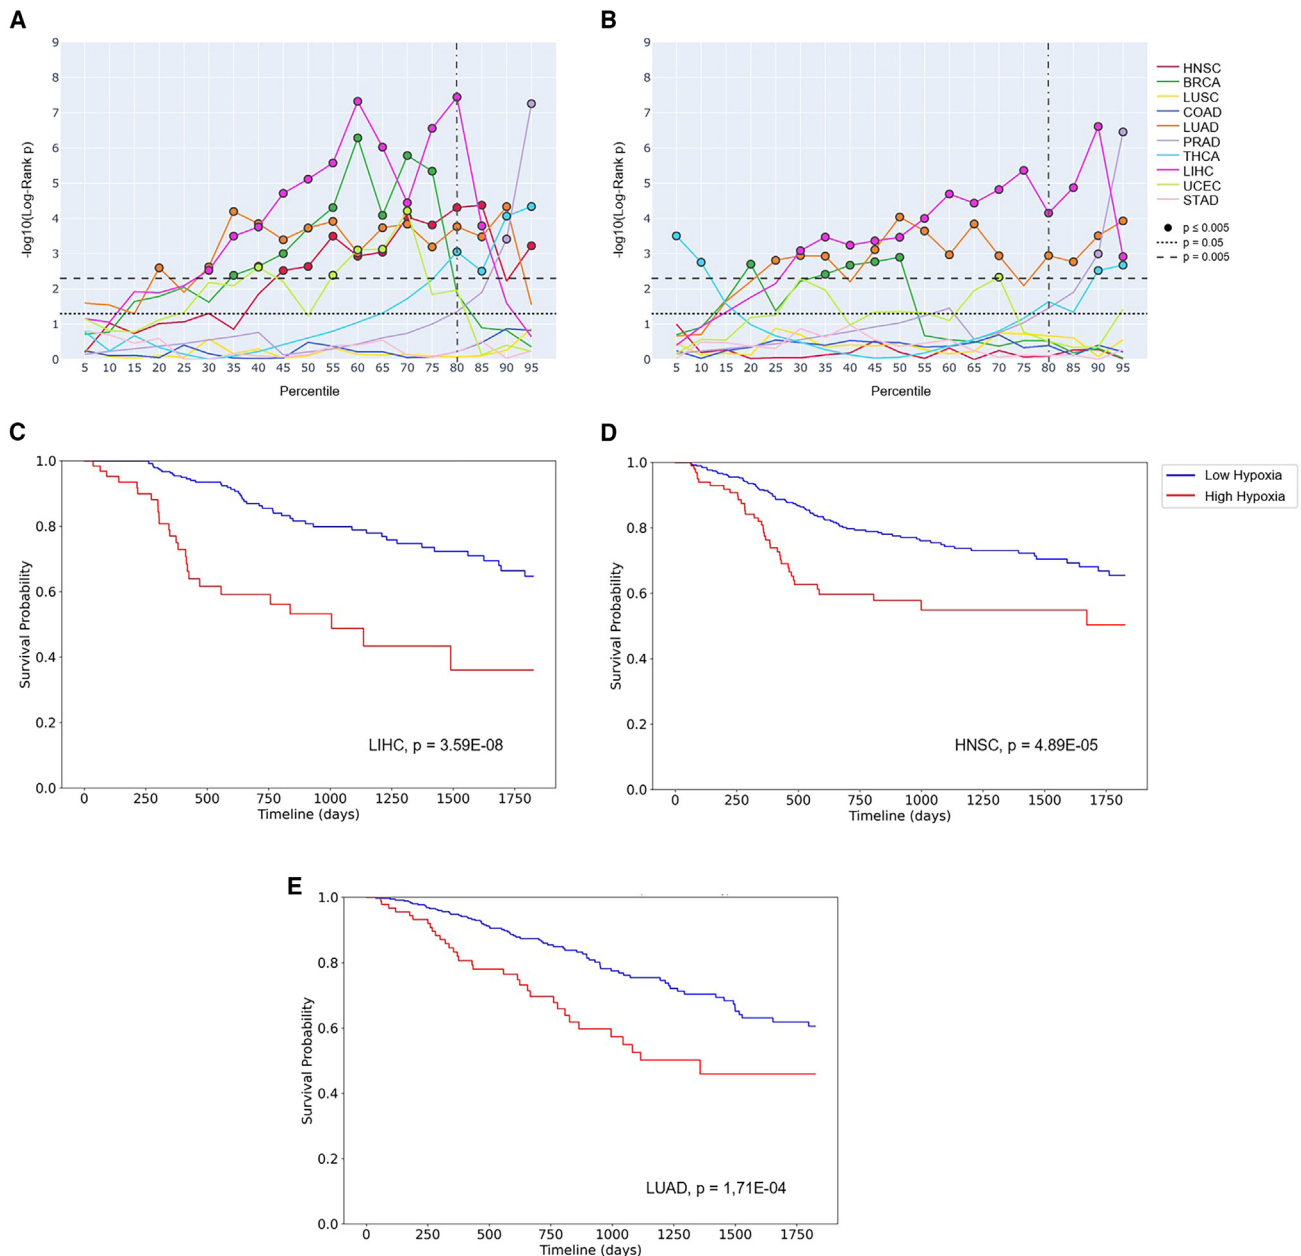 A
9
8
7
6
5
4
3
2
1
0
-log10(Log-Rank p)
5 10 15 20 25 30 35 40 45 50 55 60 65 70 75 80 85 90 95
Percentile
B
9
8
7
6
5
4
3
2
1
0
-log10(Log-Rank p)
5 10 15 20 25 30 35 40 45 50 55 60 65 70 75 80 85 90 95
Percentile
HNSC
BRCA
LUSC
COAD
LUAD
PRAD
THCA
LIHC
UCEC
STAD
p ≤ 0.005
p = 0.05
p = 0.005
C
1.0
0.8
0.6
0.4
0.2
0.0
Survival Probability
LIHC, p = 3.59E-08
0 250 500 750 1000 1250 1500 1750
Timeline (days)
D
1.0
0.8
0.6
0.4
0.2
0.0
Survival Probability
HNSC, p = 4.89E-05
0 250 500 750 1000 1250 1500 1750
Timeline (days)
Low Hypoxia
High Hypoxia
E
1.0
0.8
0.6
0.4
0.2
0.0
Survival Probability
LUAD, p = 1,71E-04
0 250 500 750 1000 1250 1500 1750
Timeline (days)